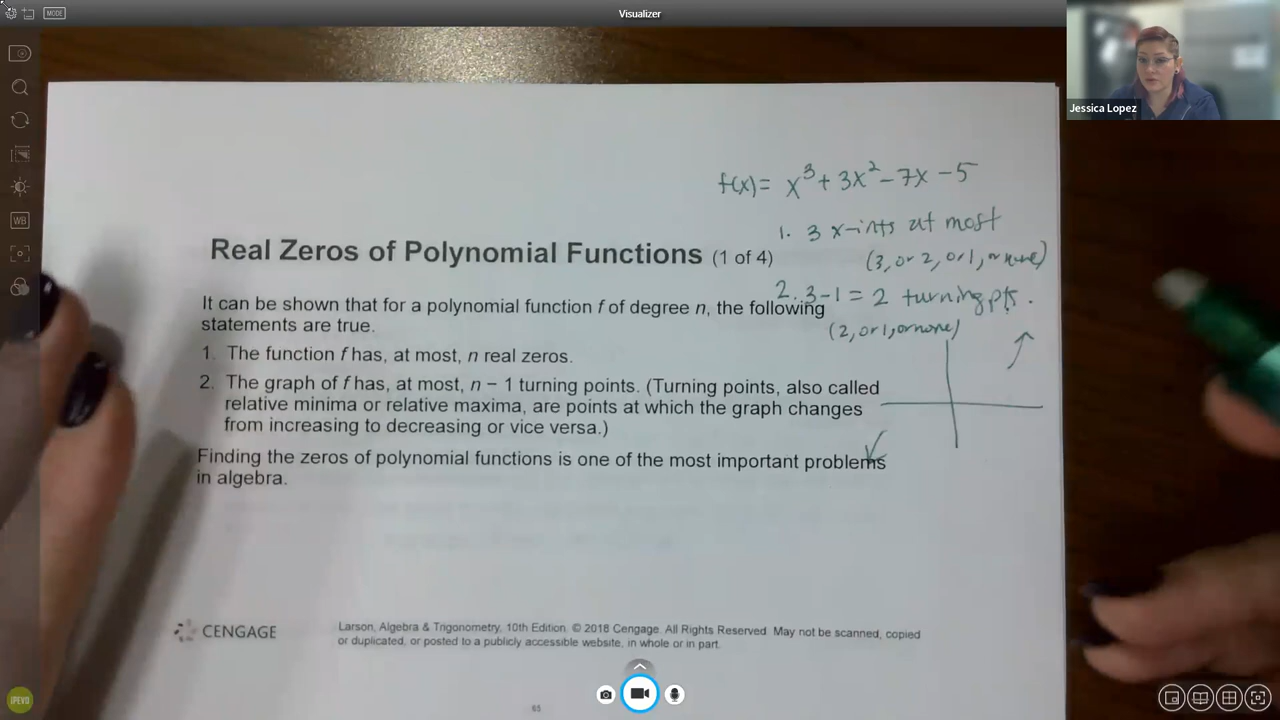 MODE
Visualizer
Jessica Lopez
WB
f(x) = x³ + 3x² - 7x - 5
1. 3 x-ints at most
(3, or 2, or 1, or none)
Real Zeros of Polynomial Functions (1 of 4)
2. 3-1 = 2 turning pts.
(2, or 1, or none)
It can be shown that for a polynomial function f of degree n, the following
statements are true.
1. The function f has, at most, n real zeros.
2. The graph of f has, at most, n − 1 turning points. (Turning points, also called
relative minima or relative maxima, are points at which the graph changes
from increasing to decreasing or vice versa.)
Finding the zeros of polynomial functions is one of the most important problems
in algebra.
CENGAGE
Larson, Algebra & Trigonometry, 10th Edition. © 2018 Cengage. All Rights Reserved. May not be scanned, copied
or duplicated, or posted to a publicly accessible website, in whole or in part.
65
IPEVO